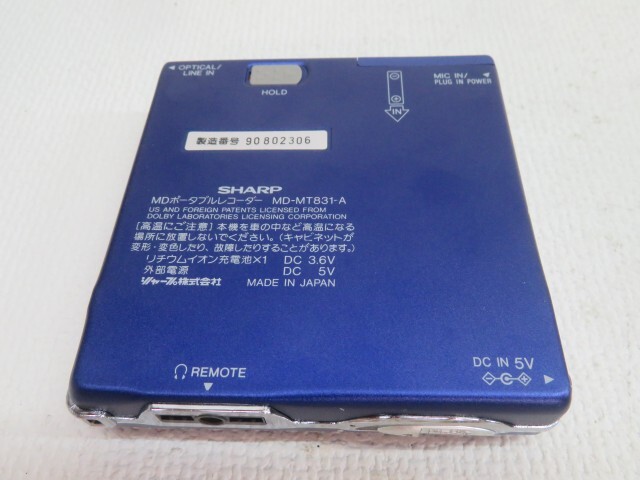 OPTICAL/
LINE IN
HOLD
IN
MIC IN/
PLUG IN POWER
製造番号 90802306
SHARP
MDポータブルレコーダー MD-MT831-A
US AND FOREIGN PATENTS LICENSED FROM
DOLBY LABORATORIES LICENSING CORPORATION
[高温にご注意] 本機を車の中など高温になる
場所に放置しないでください。(キャビネットが
変形・変色したり、故障したりすることがあります。)
リチウムイオン充電池×1 DC 3.6V
外部電源 DC 5V
シャープ株式会社 MADE IN JAPAN
REMOTE
DC IN 5V